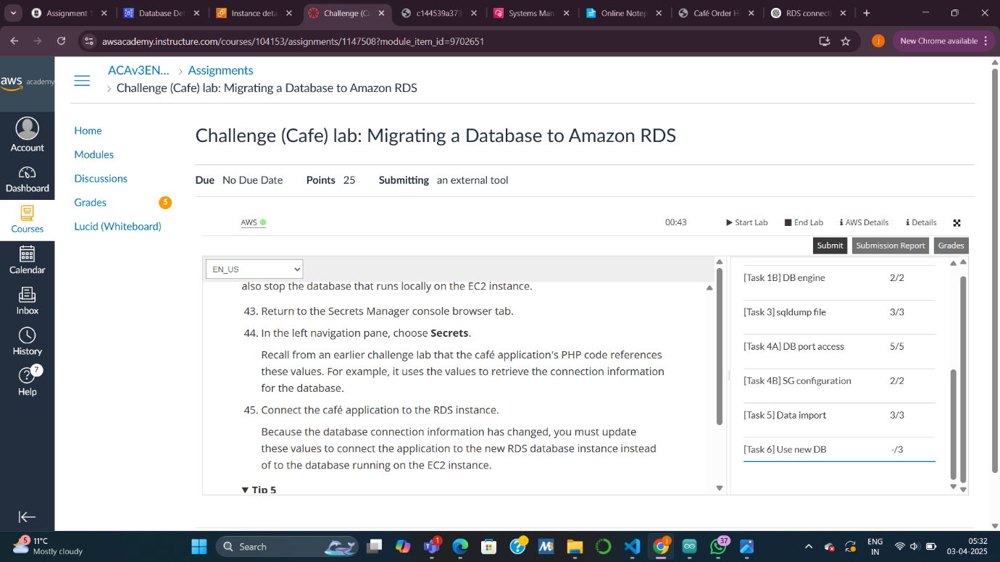 Assignment 1
Database Det
Instance deta
Challenge (Ca
c144539a373
Systems Man
Online Notep
Café Order H
RDS connecti
awsacademy.instructure.com/courses/104153/assignments/1147508?module_item_id=9702651
j
New Chrome available
aws academy
ACAv3EN... > Assignments
> Challenge (Cafe) lab: Migrating a Database to Amazon RDS
Account
Dashboard
Courses
Calendar
Inbox
History
7
Help
Home
Modules
Discussions
Grades 5
Lucid (Whiteboard)
Challenge (Cafe) lab: Migrating a Database to Amazon RDS
Due No Due Date Points 25 Submitting an external tool
AWS 00:43 Start Lab End Lab AWS Details Details
Submit Submission Report Grades
EN_US
also stop the database that runs locally on the EC2 instance.
43. Return to the Secrets Manager console browser tab.
44. In the left navigation pane, choose Secrets.
Recall from an earlier challenge lab that the café application's PHP code references
these values. For example, it uses the values to retrieve the connection information
for the database.
45. Connect the café application to the RDS instance.
Because the database connection information has changed, you must update
these values to connect the application to the new RDS database instance instead
of to the database running on the EC2 instance.
▼ Tip 5
[Task 1B] DB engine 2/2
[Task 3] sqldump file 3/3
[Task 4A] DB port access 5/5
[Task 4B] SG configuration 2/2
[Task 5] Data import 3/3
[Task 6] Use new DB -/3
5
11°C
Mostly cloudy
Search
1
j
37
ENG
IN
05:32
03-04-2025